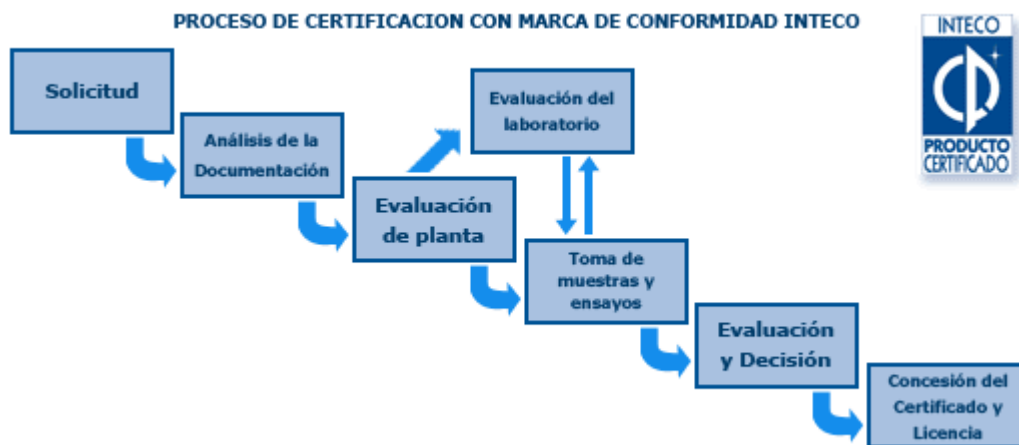 PROCESO DE CERTIFICACION CON MARCA DE CONFORMIDAD INTECO
INTECO
PRODUCTO
CERTIFICADO
Solicitud
Análisis de la
Documentación
Evaluación del
laboratorio
Evaluación
de planta
Toma de
muestras y
ensayos
Evaluación
y Decisión
Concesión del
Certificado y
Licencia